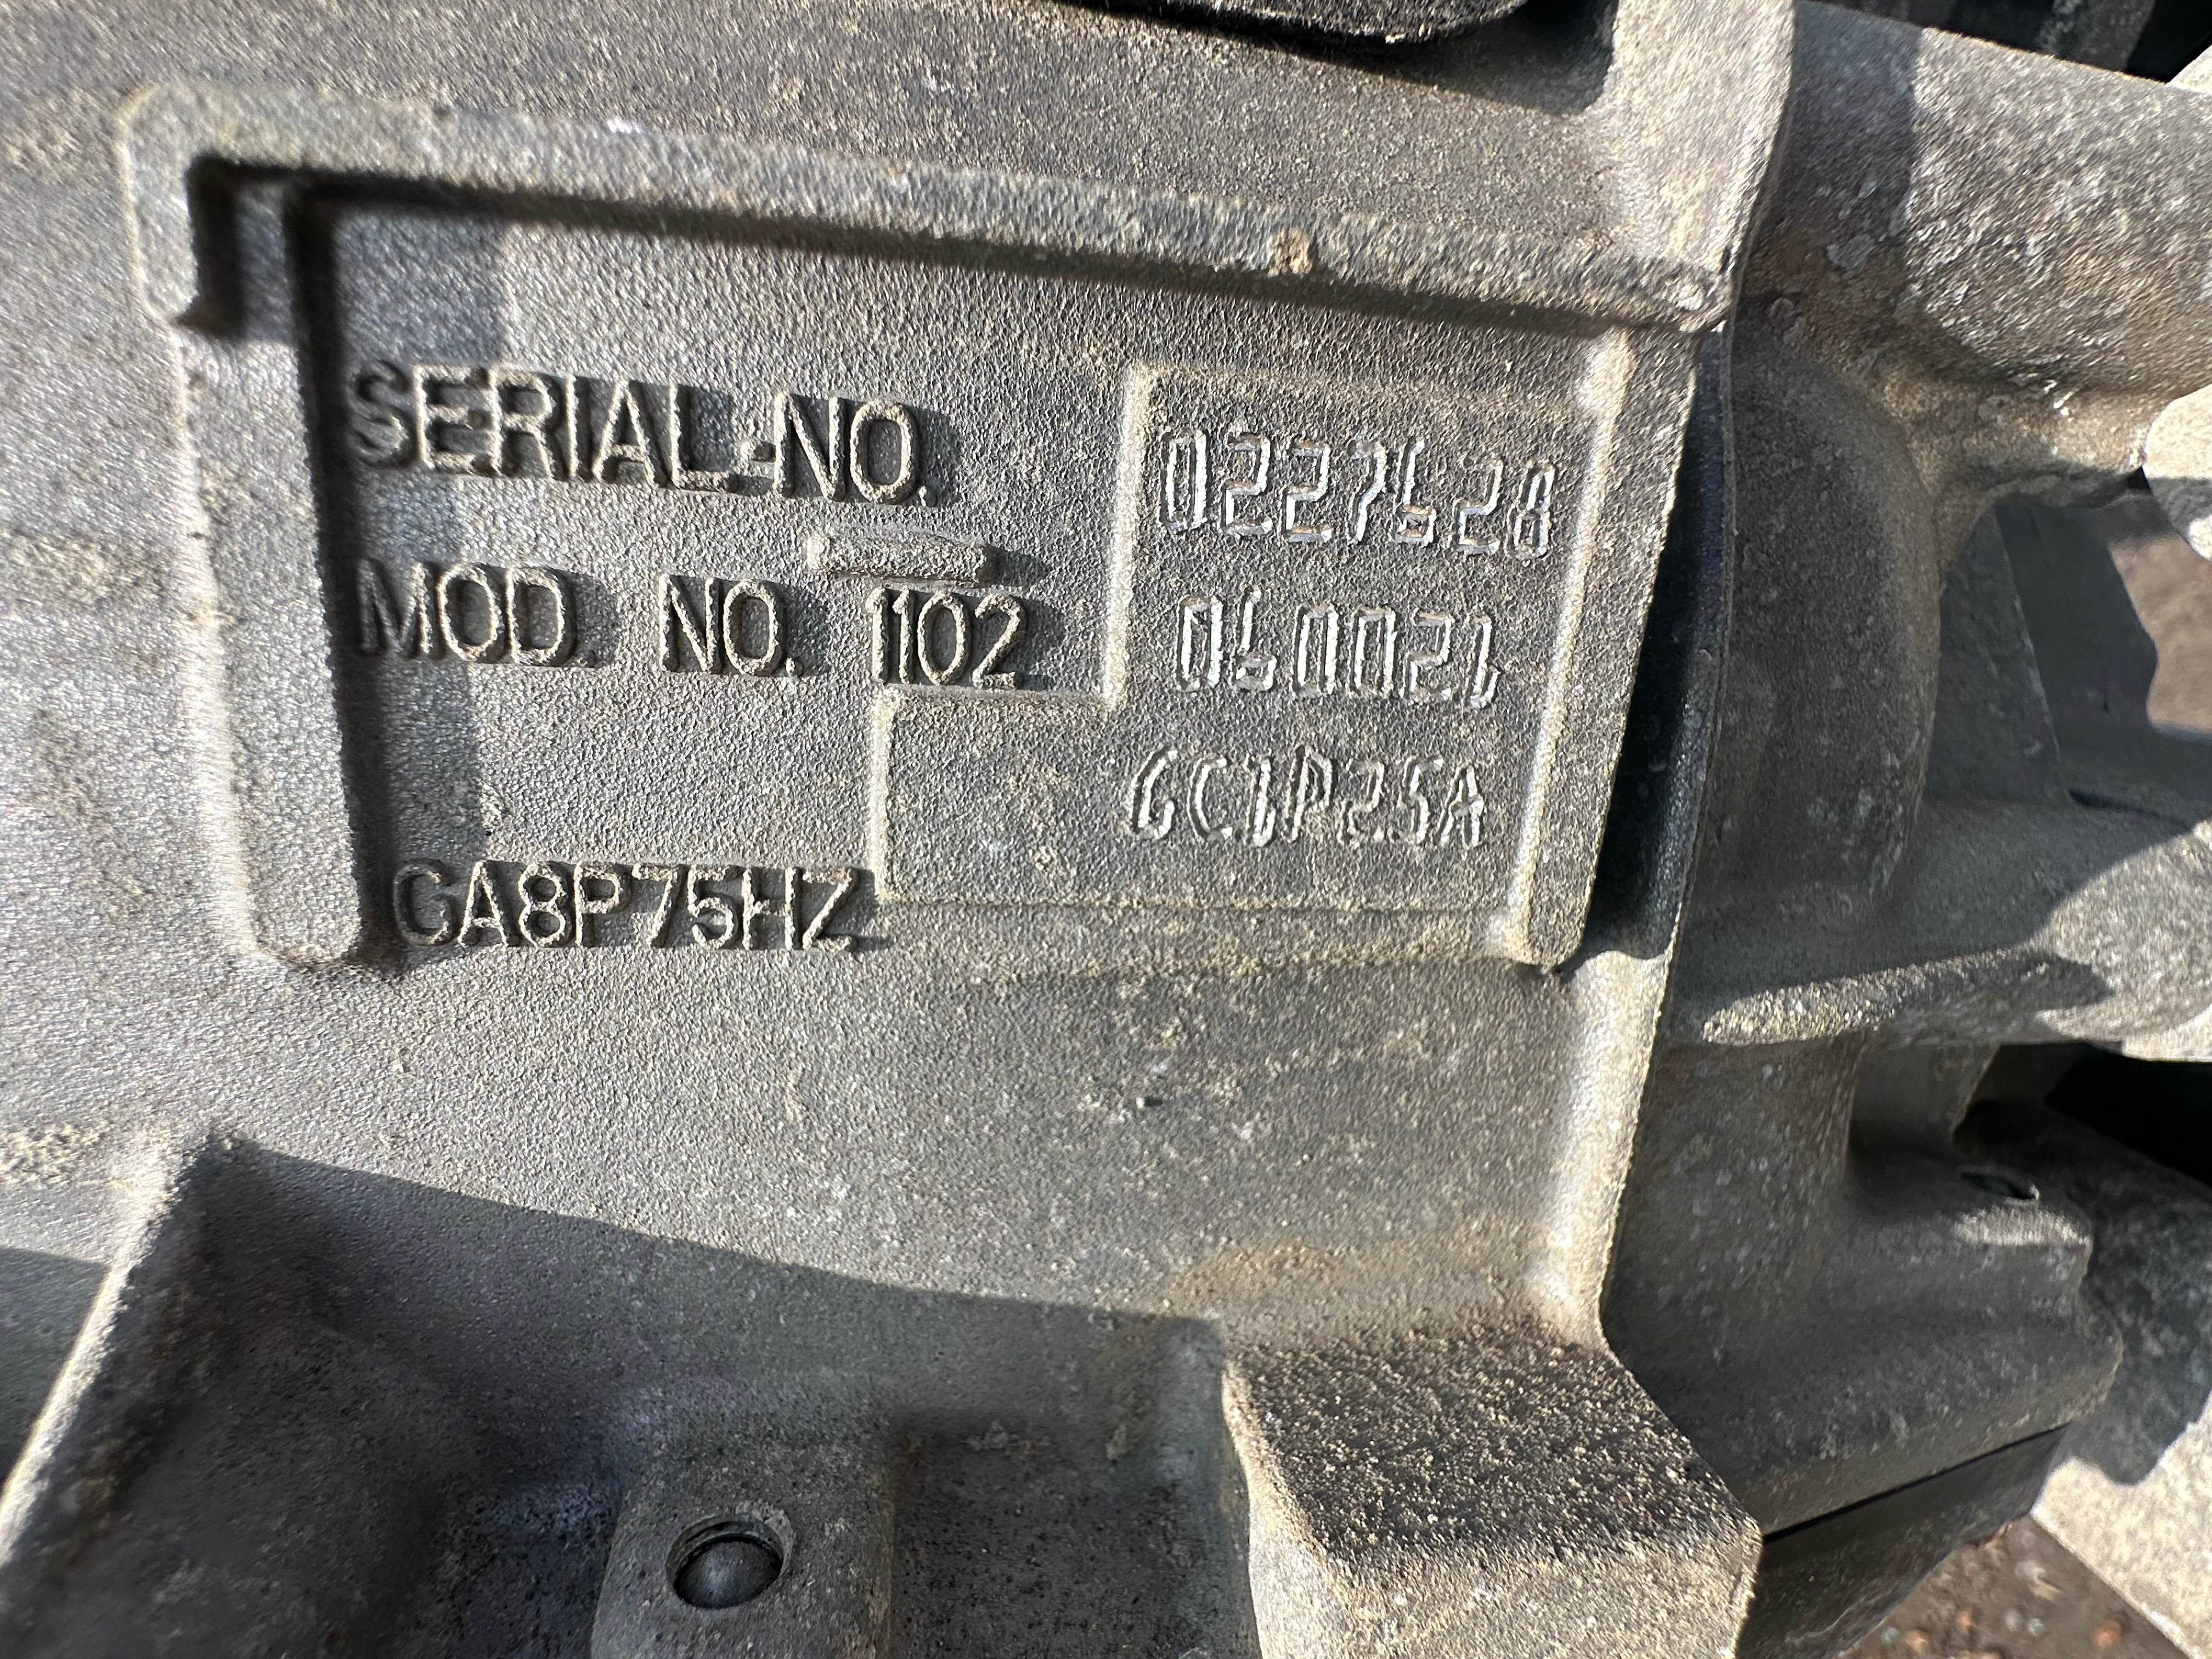 SERIAL-NO. 0227628
MOD. NO. 1102 060021
GC1P25A
GA8P75HZ